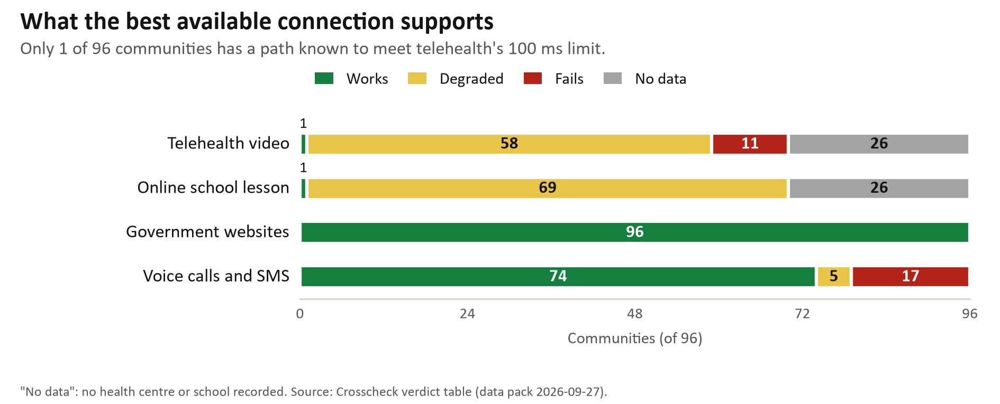 What the best available connection supports
Only 1 of 96 communities has a path known to meet telehealth's 100 ms limit.
Works Degraded Fails No data
1
Telehealth video 58 11 26
1
Online school lesson 69 26
Government websites 96
Voice calls and SMS 74 5 17
0 24 48 72 96
Communities (of 96)
"No data": no health centre or school recorded. Source: Crosscheck verdict table (data pack 2026-09-27).